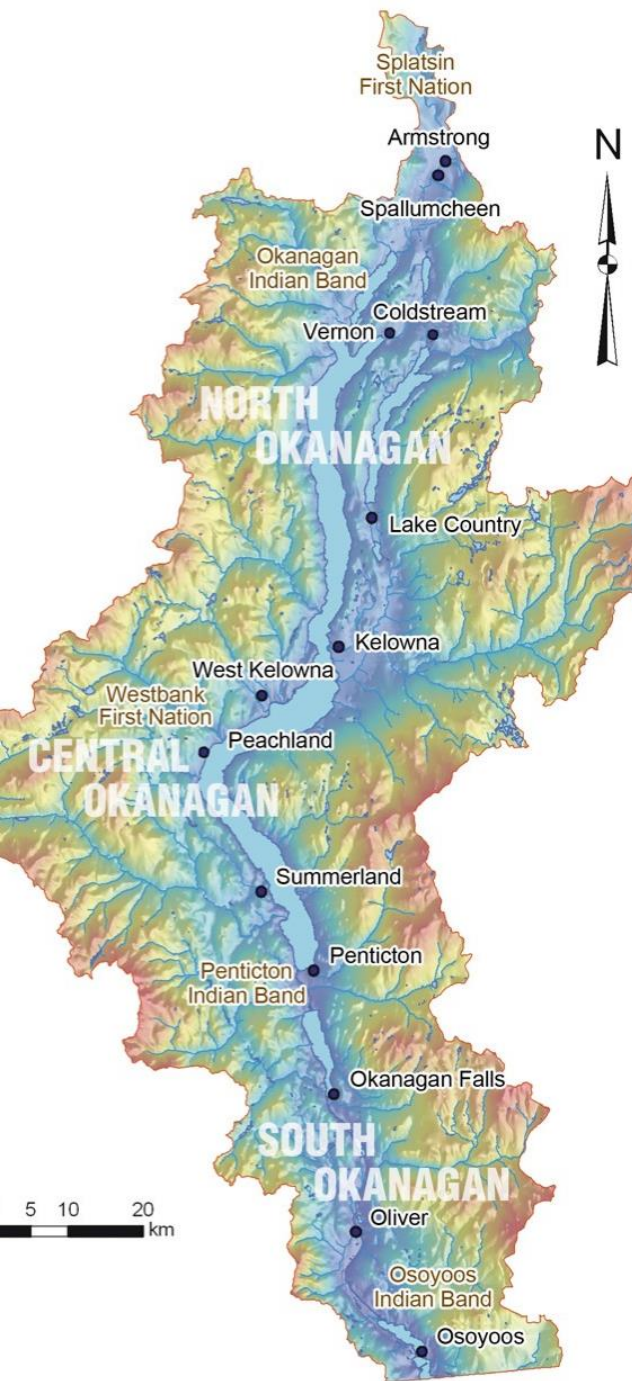 Splatsin
First Nation
Armstrong
N
Spallumcheen
Okanagan
Indian Band
Coldstream
Vernon
NORTH
OKANAGAN
Lake Country
Kelowna
West Kelowna
Westbank
First Nation
Peachland
CENTRAL
OKANAGAN
Summerland
Penticton
Penticton
Indian Band
Okanagan Falls
SOUTH
OKANAGAN
5 10 20
km
Oliver
Osoyoos
Indian Band
Osoyoos